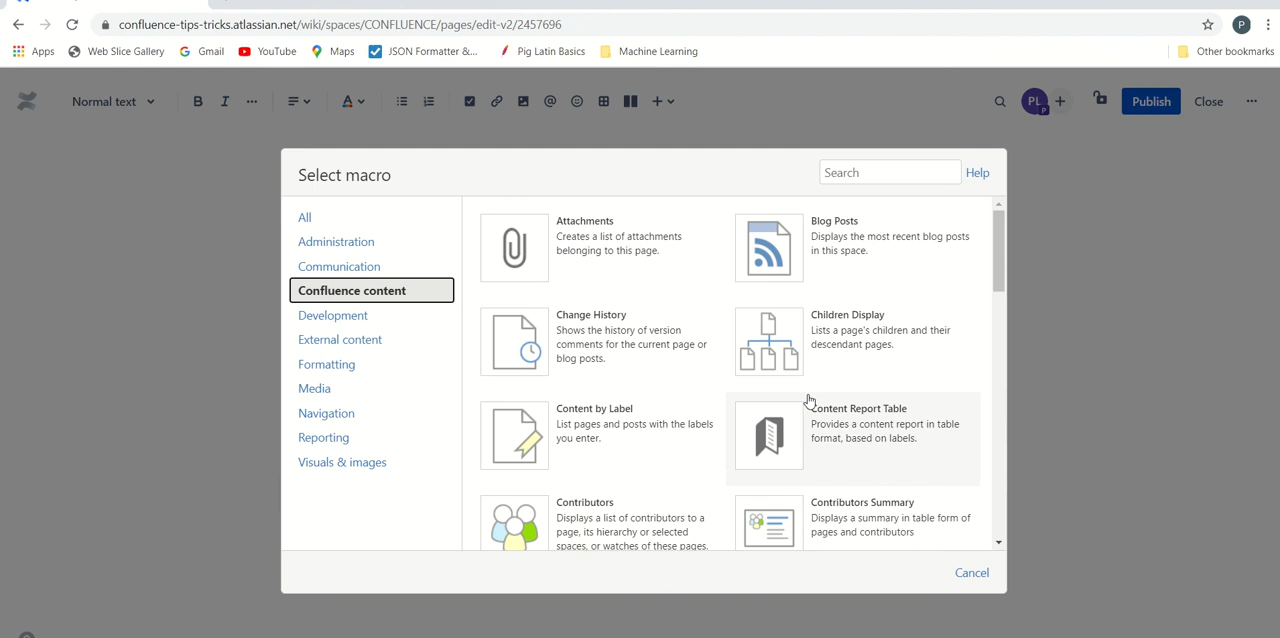 confluence-tips-tricks.atlassian.net/wiki/spaces/CONFLUENCE/pages/edit-v2/2457696
P
Apps Web Slice Gallery Gmail YouTube Maps JSON Formatter &... Pig Latin Basics Machine Learning Other bookmarks
Normal text B I A PL P Publish Close
Select macro
Search Help
All
Administration
Communication
Confluence content
Development
External content
Formatting
Media
Navigation
Reporting
Visuals & images
Attachments
Creates a list of attachments
belonging to this page.
Blog Posts
Displays the most recent blog posts
in this space.
Change History
Shows the history of version
comments for the current page or
blog posts.
Children Display
Lists a page's children and their
descendant pages.
Content by Label
List pages and posts with the labels
you enter.
Content Report Table
Provides a content report in table
format, based on labels.
Contributors
Displays a list of contributors to a
page, its hierarchy or selected
spaces, or watches of these pages.
Contributors Summary
Displays a summary in table form of
pages and contributors
Cancel